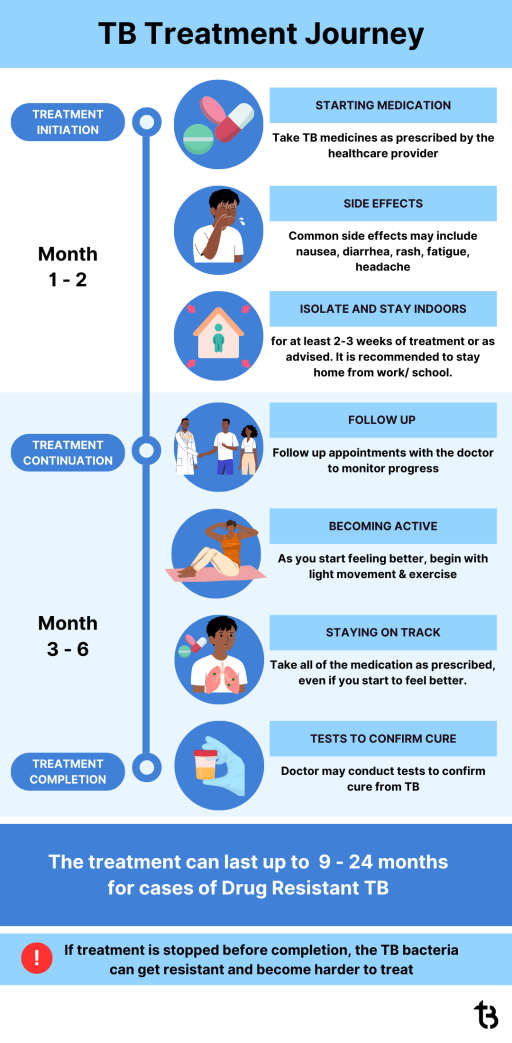 TB Treatment Journey
TREATMENT
INITIATION
STARTING MEDICATION
Take TB medicines as prescribed by the
healthcare provider
SIDE EFFECTS
Common side effects may include
nausea, diarrhea, rash, fatigue,
headache
Month
1 - 2
ISOLATE AND STAY INDOORS
for at least 2-3 weeks of treatment or as
advised. It is recommended to stay
home from work/ school.
TREATMENT
CONTINUATION
FOLLOW UP
Follow up appointments with the doctor
to monitor progress
BECOMING ACTIVE
As you start feeling better, begin with
light movement & exercise
Month
3 - 6
STAYING ON TRACK
Take all of the medication as prescribed,
even if you start to feel better.
TREATMENT
COMPLETION
TESTS TO CONFIRM CURE
Doctor may conduct tests to confirm
cure from TB
The treatment can last up to 9 - 24 months
for cases of Drug Resistant TB
!
If treatment is stopped before completion, the TB bacteria
can get resistant and become harder to treat
tB